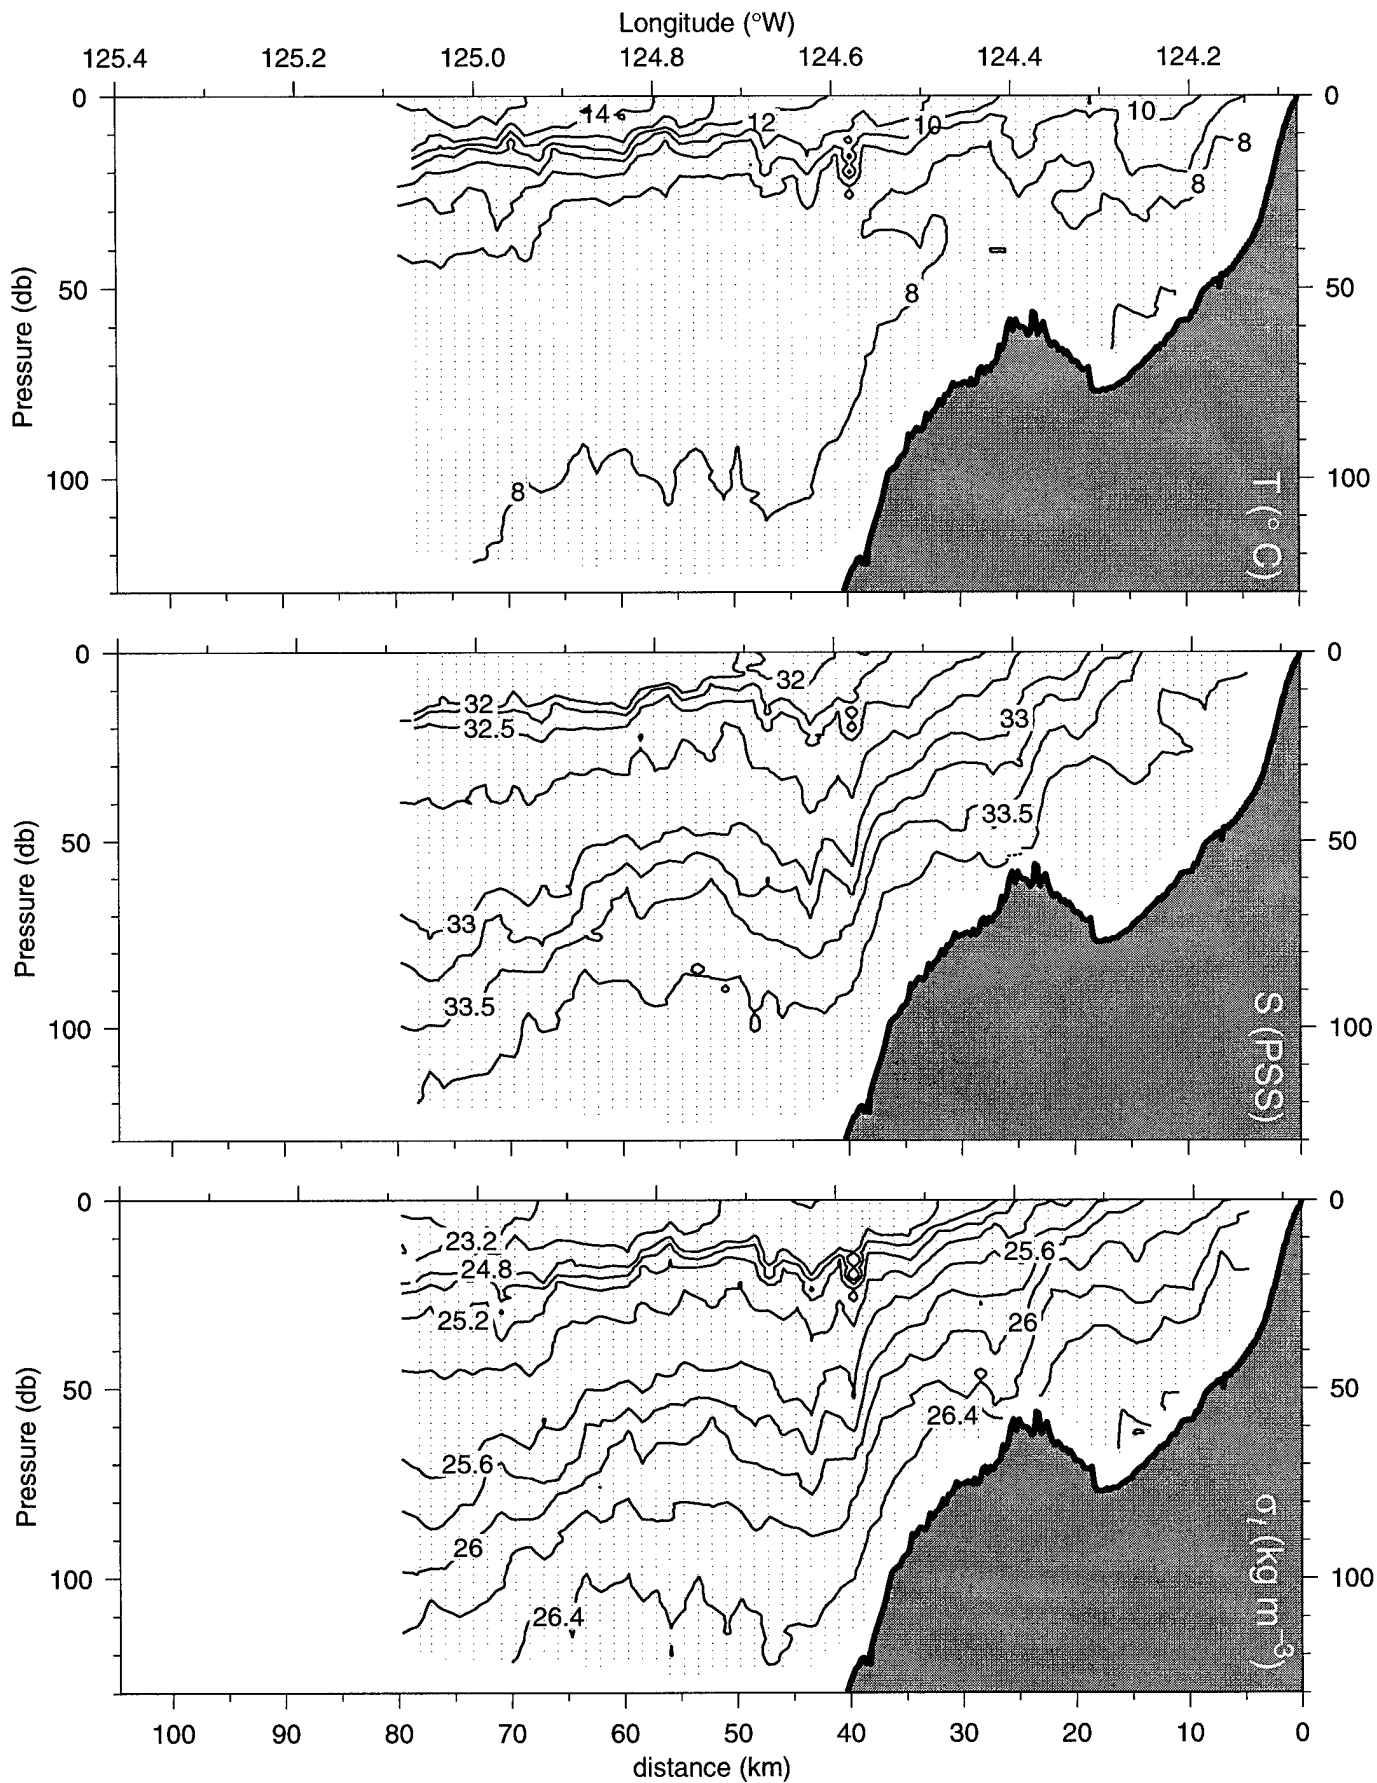 Longitude (°W)
125.4 125.2 125.0 124.8 124.6 124.4 124.2
0 14 12 10 10 0
8
8
50 8 50
Pressure (db)
100 8 100
T (° C)
0 0
32
32 33
32.5
33.5
50 50
Pressure (db)
33
33.5
100 100
S (PSS)
0 0
23.2 25.6
24.8
25.2 26
50 50
26.4
Pressure (db)
25.6
26
100 100
26.4
σt (kg m−3)
100 90 80 70 60 50 40 30 20 10 0
distance (km)